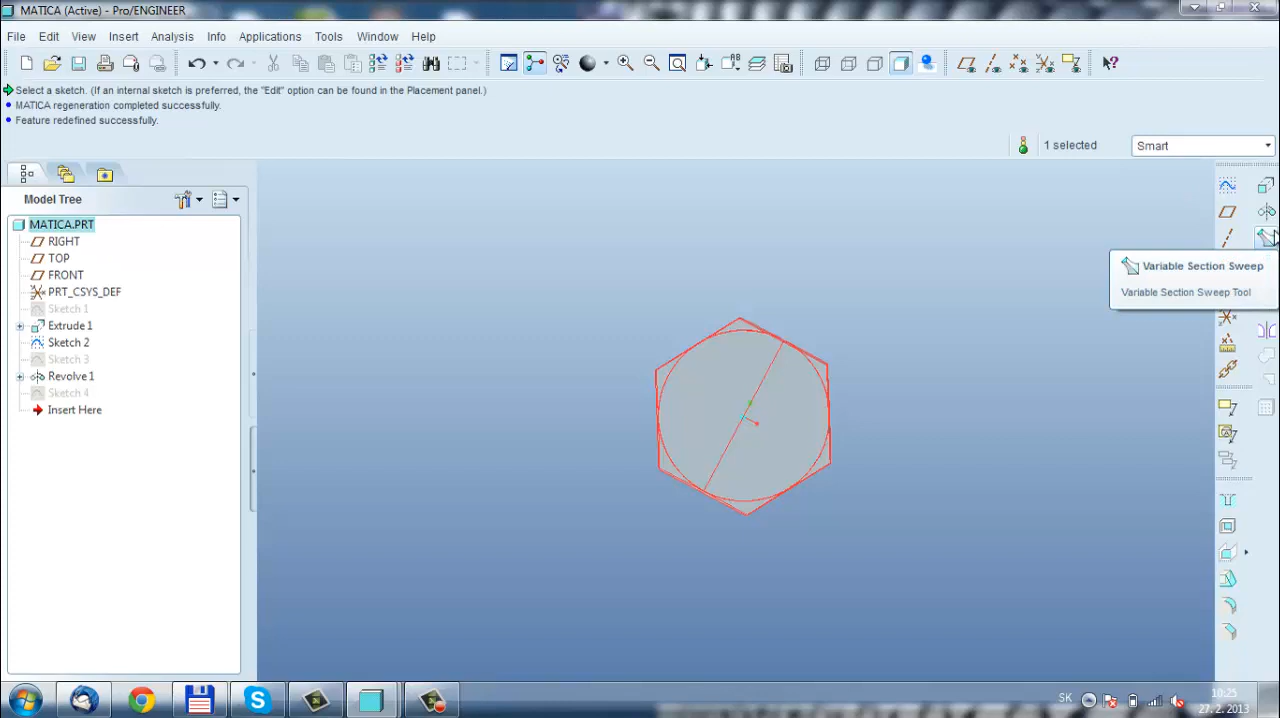 MATICA (Active) - Pro/ENGINEER
File Edit View Insert Analysis Info Applications Tools Window Help
Select a sketch. (If an internal sketch is preferred, the "Edit" option can be found in the Placement panel.)
MATICA regeneration completed successfully.
Feature redefined successfully.
1 selected
Smart
Model Tree
MATICA.PRT
RIGHT
TOP
FRONT
PRT_CSYS_DEF
Sketch 1
Extrude 1
Sketch 2
Sketch 3
Revolve 1
Sketch 4
Insert Here
Variable Section Sweep
Variable Section Sweep Tool
SK
10:25
27. 2. 2013